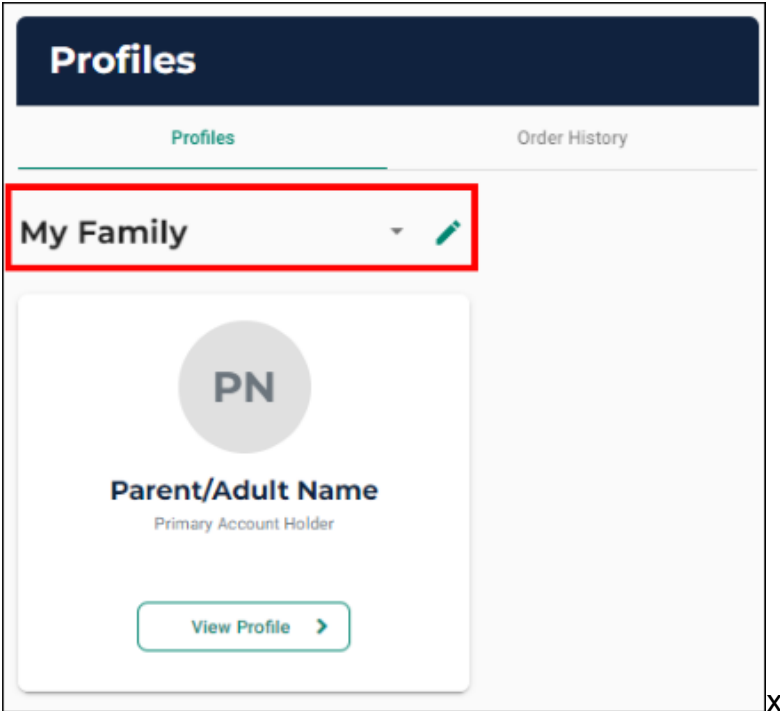 Profiles
Profiles Order History
My Family
PN
Parent/Adult Name
Primary Account Holder
View Profile
x